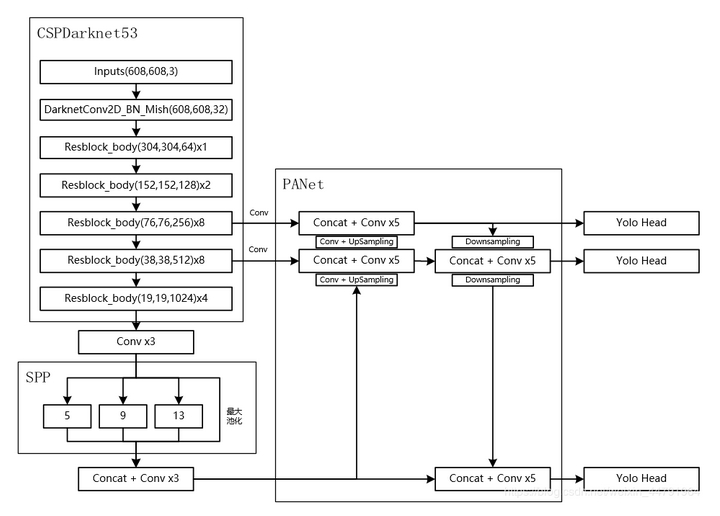 CSPDarknet53
Inputs(608,608,3)
DarknetConv2D_BN_Mish(608,608,32)
Resblock_body(304,304,64)x1
Resblock_body(152,152,128)x2
Resblock_body(76,76,256)x8
Resblock_body(38,38,512)x8
Resblock_body(19,19,1024)x4
Conv x3
SPP
5
9
13
最大
池化
Concat + Conv x3
Conv
Conv
PANet
Concat + Conv x5
Conv + UpSampling
Concat + Conv x5
Conv + UpSampling
Downsampling
Concat + Conv x5
Downsampling
Concat + Conv x5
Yolo Head
Yolo Head
Yolo Head